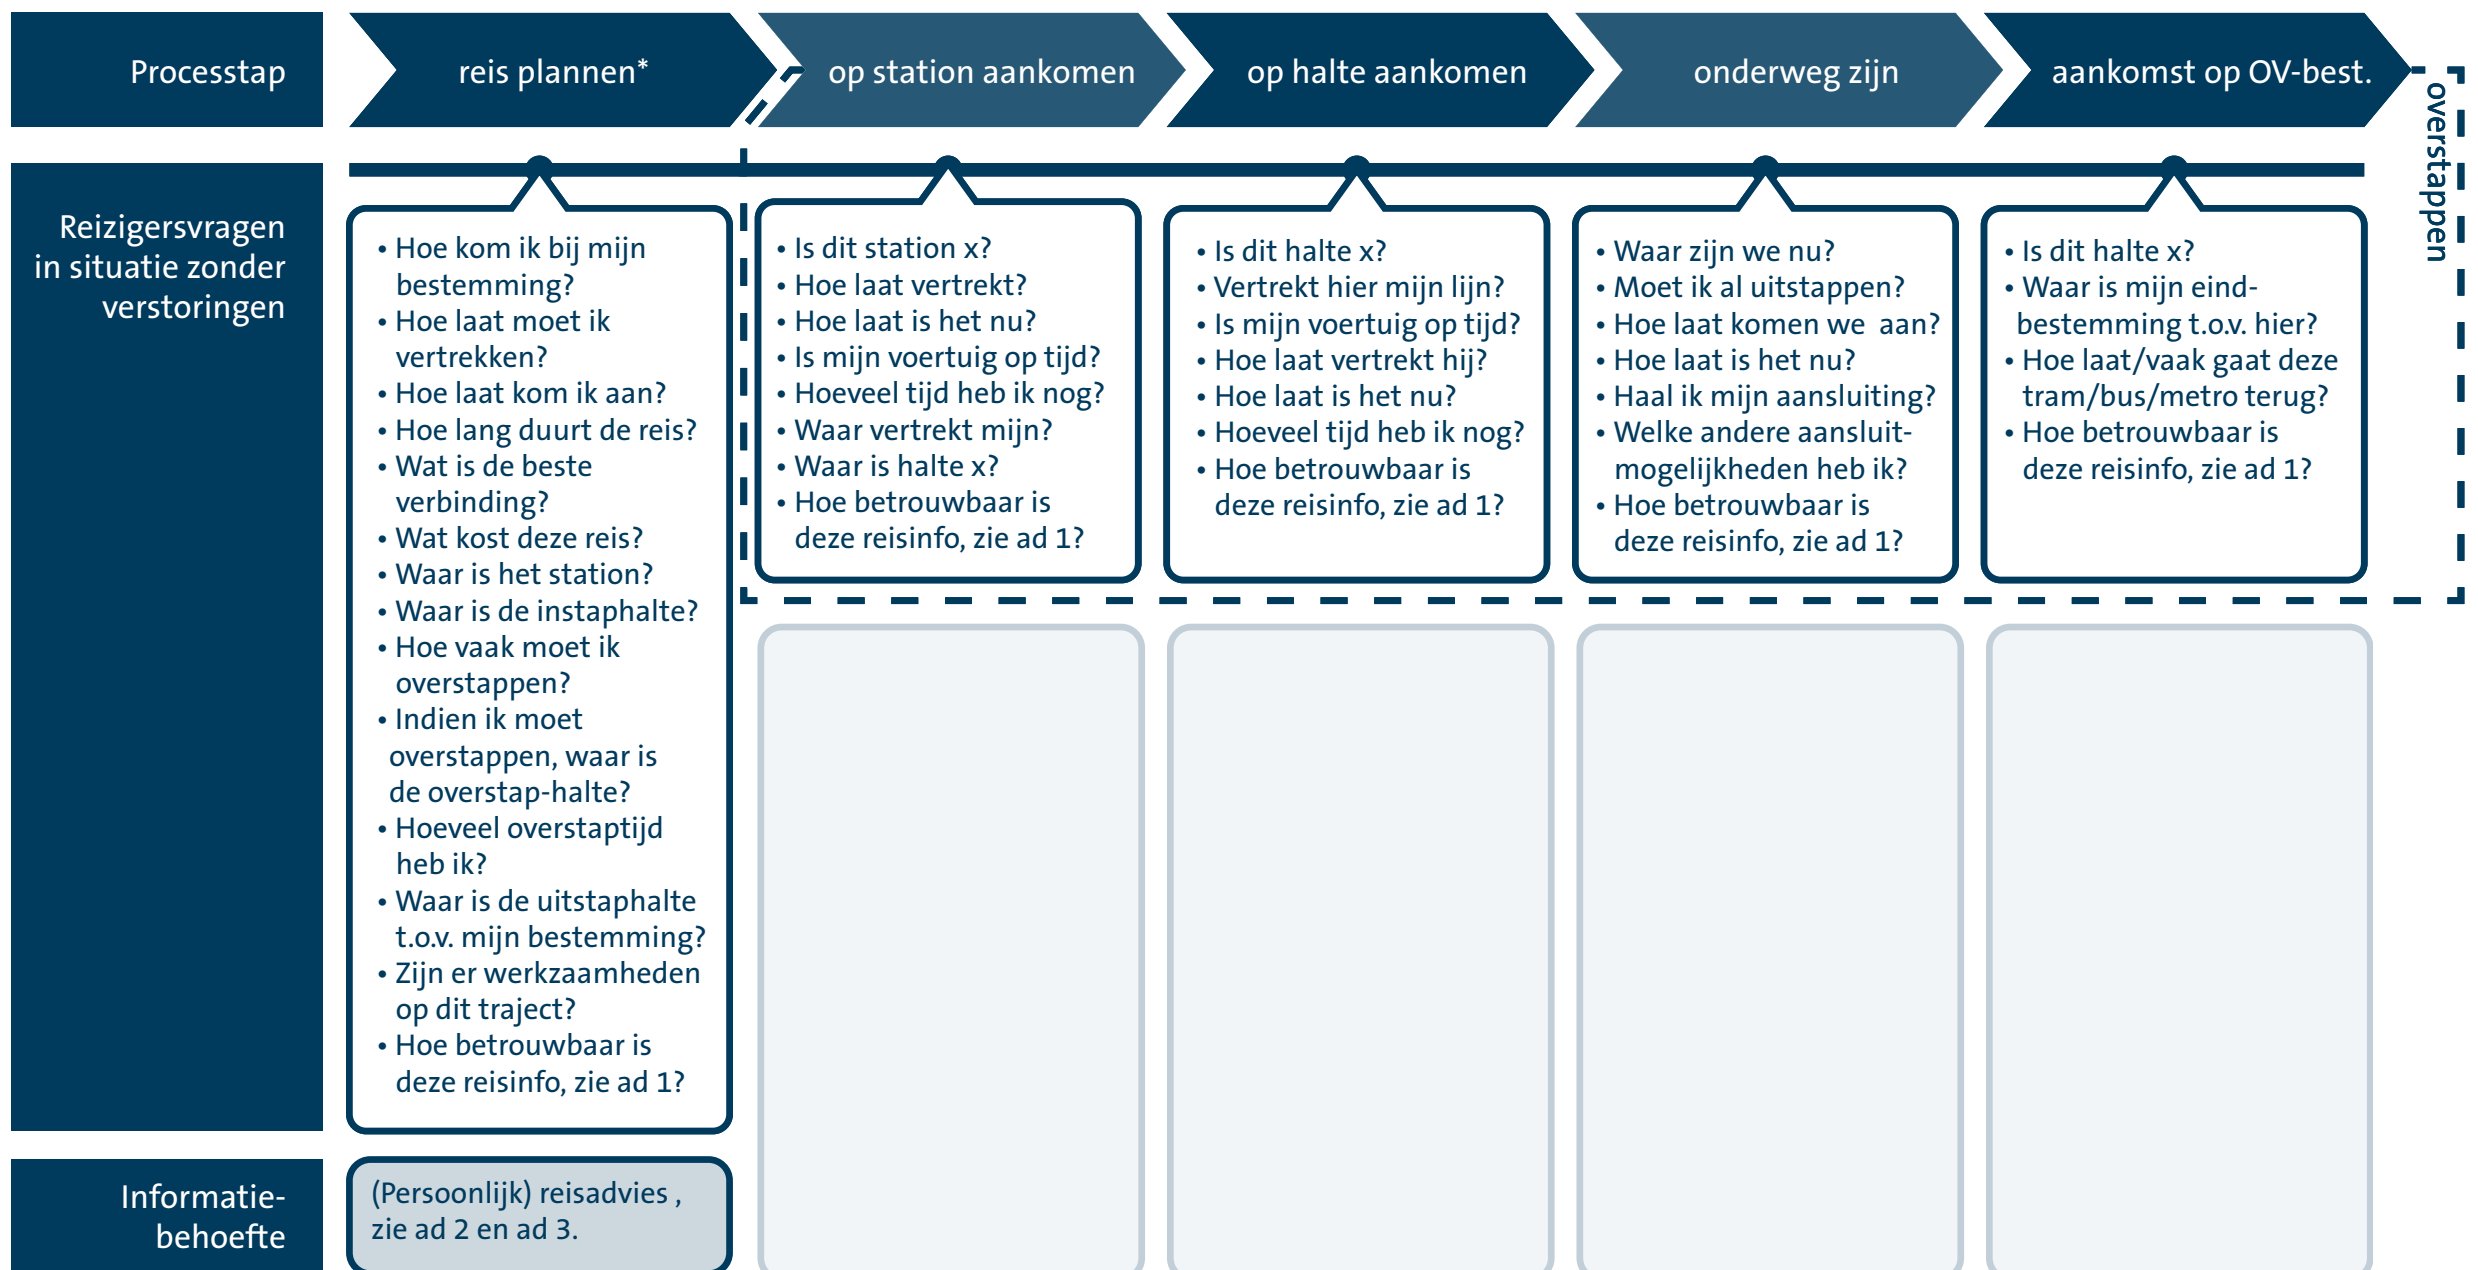 Processtap
reis plannen*
op station aankomen
op halte aankomen
onderweg zijn
aankomst op OV-best.
overstappen
Reizigersvragen
in situatie zonder
verstoringen
• Hoe kom ik bij mijn
bestemming?
• Hoe laat moet ik
vertrekken?
• Hoe laat kom ik aan?
• Hoe lang duurt de reis?
• Wat is de beste
verbinding?
• Wat kost deze reis?
• Waar is het station?
• Waar is de instaphalte?
• Hoe vaak moet ik
overstappen?
• Indien ik moet
overstappen, waar is
de overstap-halte?
• Hoeveel overstaptijd
heb ik?
• Waar is de uitstaphalte
t.o.v. mijn bestemming?
• Zijn er werkzaamheden
op dit traject?
• Hoe betrouwbaar is
deze reisinfo, zie ad 1?
• Is dit station x?
• Hoe laat vertrekt?
• Hoe laat is het nu?
• Is mijn voertuig op tijd?
• Hoeveel tijd heb ik nog?
• Waar vertrekt mijn?
• Waar is halte x?
• Hoe betrouwbaar is
deze reisinfo, zie ad 1?
• Is dit halte x?
• Vertrekt hier mijn lijn?
• Is mijn voertuig op tijd?
• Hoe laat vertrekt hij?
• Hoe laat is het nu?
• Hoeveel tijd heb ik nog?
• Hoe betrouwbaar is
deze reisinfo, zie ad 1?
• Waar zijn we nu?
• Moet ik al uitstappen?
• Hoe laat komen we aan?
• Hoe laat is het nu?
• Haal ik mijn aansluiting?
• Welke andere aansluit-
mogelijkheden heb ik?
• Hoe betrouwbaar is
deze reisinfo, zie ad 1?
• Is dit halte x?
• Waar is mijn eind-
bestemming t.o.v. hier?
• Hoe laat/vaak gaat deze
tram/bus/metro terug?
• Hoe betrouwbaar is
deze reisinfo, zie ad 1?
Informatie-
behoefte
(Persoonlijk) reisadvies ,
zie ad 2 en ad 3.